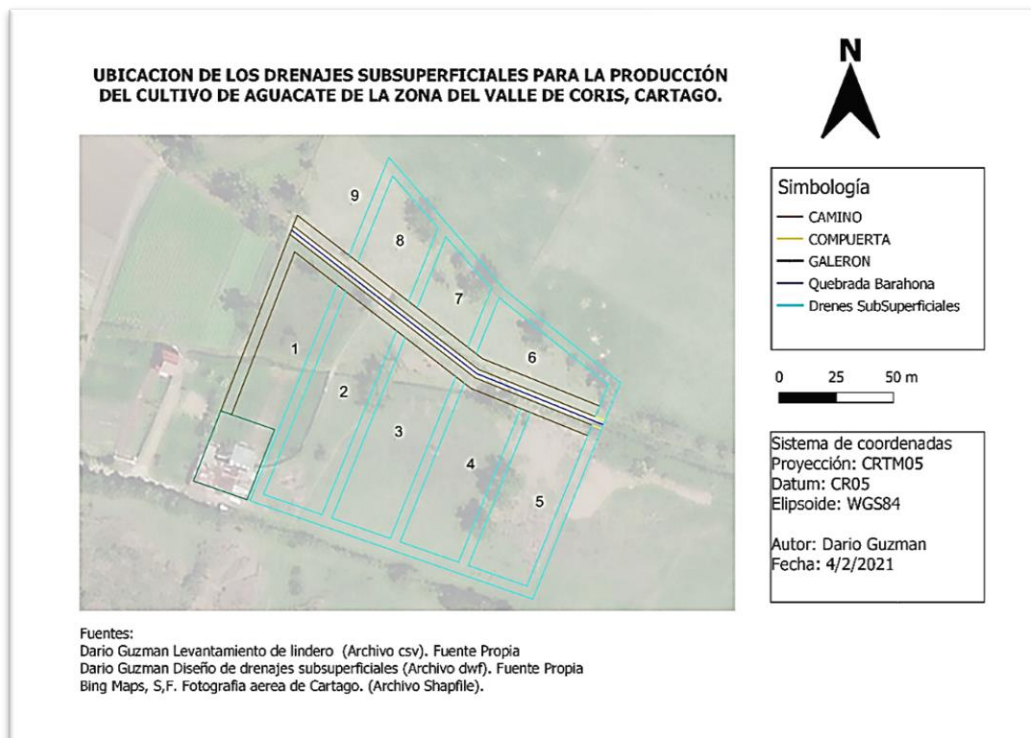 UBICACION DE LOS DRENAJES SUBSUPERFICIALES PARA LA PRODUCCIÓN
DEL CULTIVO DE AGUACATE DE LA ZONA DEL VALLE DE CORIS, CARTAGO.
N
9
8
7
6
1
2
3
4
5
Simbología
CAMINO
COMPUERTA
GALERON
Quebrada Barahona
Drenes SubSuperficiales
0 25 50 m
Sistema de coordenadas
Proyección: CRTM05
Datum: CR05
Elipsoide: WGS84
Autor: Dario Guzman
Fecha: 4/2/2021
Fuentes:
Dario Guzman Levantamiento de lindero (Archivo csv). Fuente Propia
Dario Guzman Diseño de drenajes subsuperficiales (Archivo dwf). Fuente Propia
Bing Maps, S,F. Fotografia aerea de Cartago. (Archivo Shapfile).